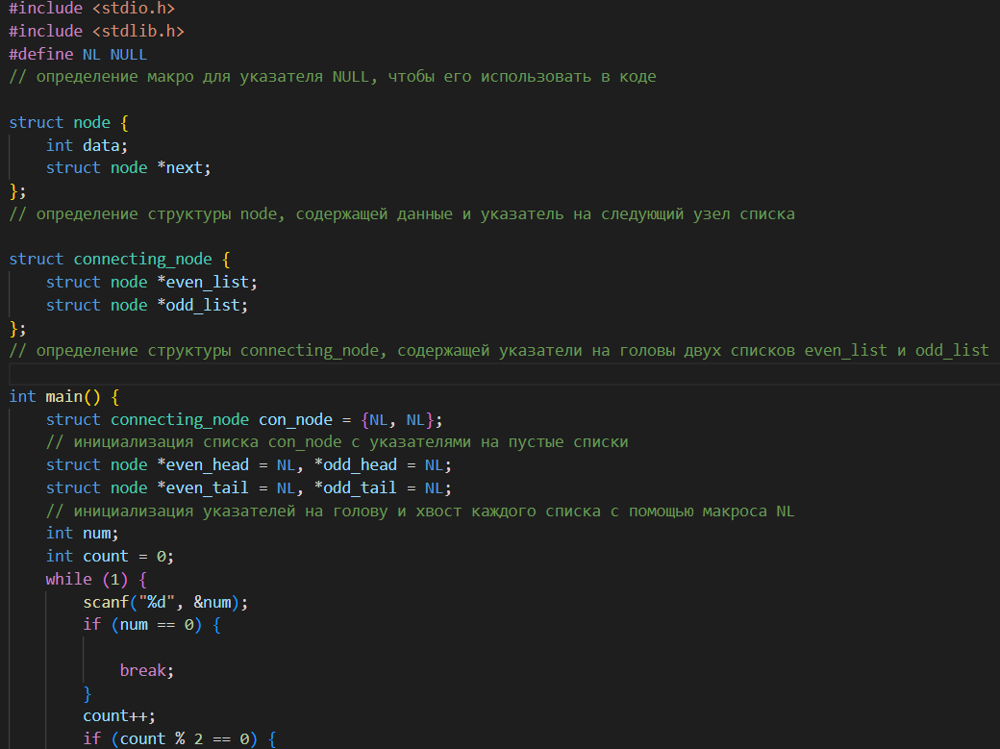 #include <stdio.h>
#include <stdlib.h>
#define NL NULL
// определение макро для указателя NULL, чтобы его использовать в коде
struct node {
int data;
struct node *next;
};
// определение структуры node, содержащей данные и указатель на следующий узел списка
struct connecting_node {
struct node *even_list;
struct node *odd_list;
};
// определение структуры connecting_node, содержащей указатели на головы двух списков even_list и odd_list
int main() {
struct connecting_node con_node = {NL, NL};
// инициализация списка con_node с указателями на пустые списки
struct node *even_head = NL, *odd_head = NL;
struct node *even_tail = NL, *odd_tail = NL;
// инициализация указателей на голову и хвост каждого списка с помощью макроса NL
int num;
int count = 0;
while (1) {
scanf("%d", &num);
if (num == 0) {
break;
}
count++;
if (count % 2 == 0) {